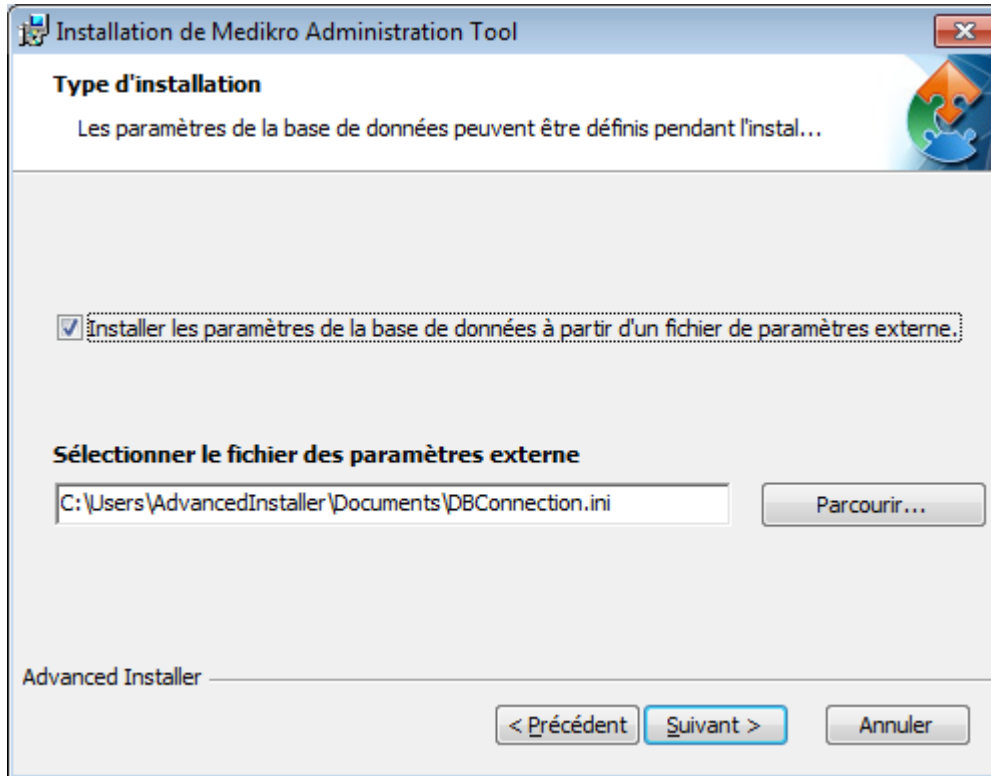 Installation de Medikro Administration Tool
Type d'installation
Les paramètres de la base de données peuvent être définis pendant l'instal...
Installer les paramètres de la base de données à partir d'un fichier de paramètres externe.
Sélectionner le fichier des paramètres externe
C:\Users\AdvancedInstaller\Documents\DBConnection.ini
Parcourir...
Advanced Installer
< Précédent
Suivant >
Annuler